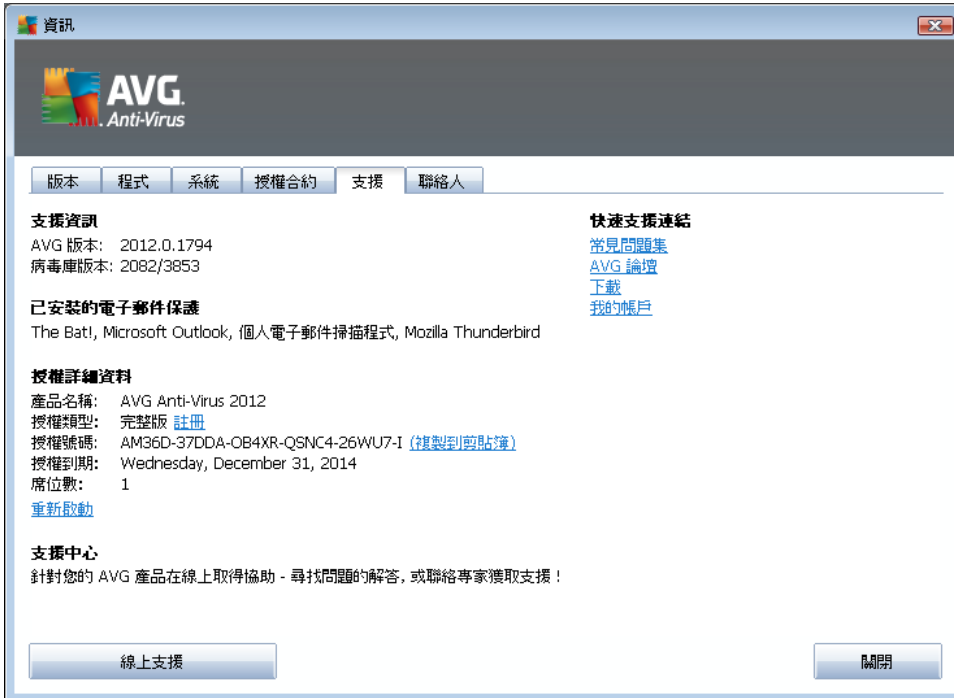 資訊
AVG.
Anti-Virus
版本 程式 系統 授權合約 支援 聯絡人
支援資訊
AVG 版本: 2012.0.1794
病毒庫版本: 2082/3853
已安裝的電子郵件保護
The Bat!, Microsoft Outlook, 個人電子郵件掃描程式, Mozilla Thunderbird
授權詳細資料
產品名稱: AVG Anti-Virus 2012
授權類型: 完整版 註冊
授權號碼: AM36D-37DDA-OB4XR-QSNC4-26WU7-I (複製到剪貼簿)
授權到期: Wednesday, December 31, 2014
席位數: 1
重新啟動
支援中心
針對您的 AVG 產品在線上取得協助 - 尋找問題的解答, 或聯絡專家獲取支援!
快速支援連結
常見問題集
AVG 論壇
下載
我的帳戶
線上支援
關閉